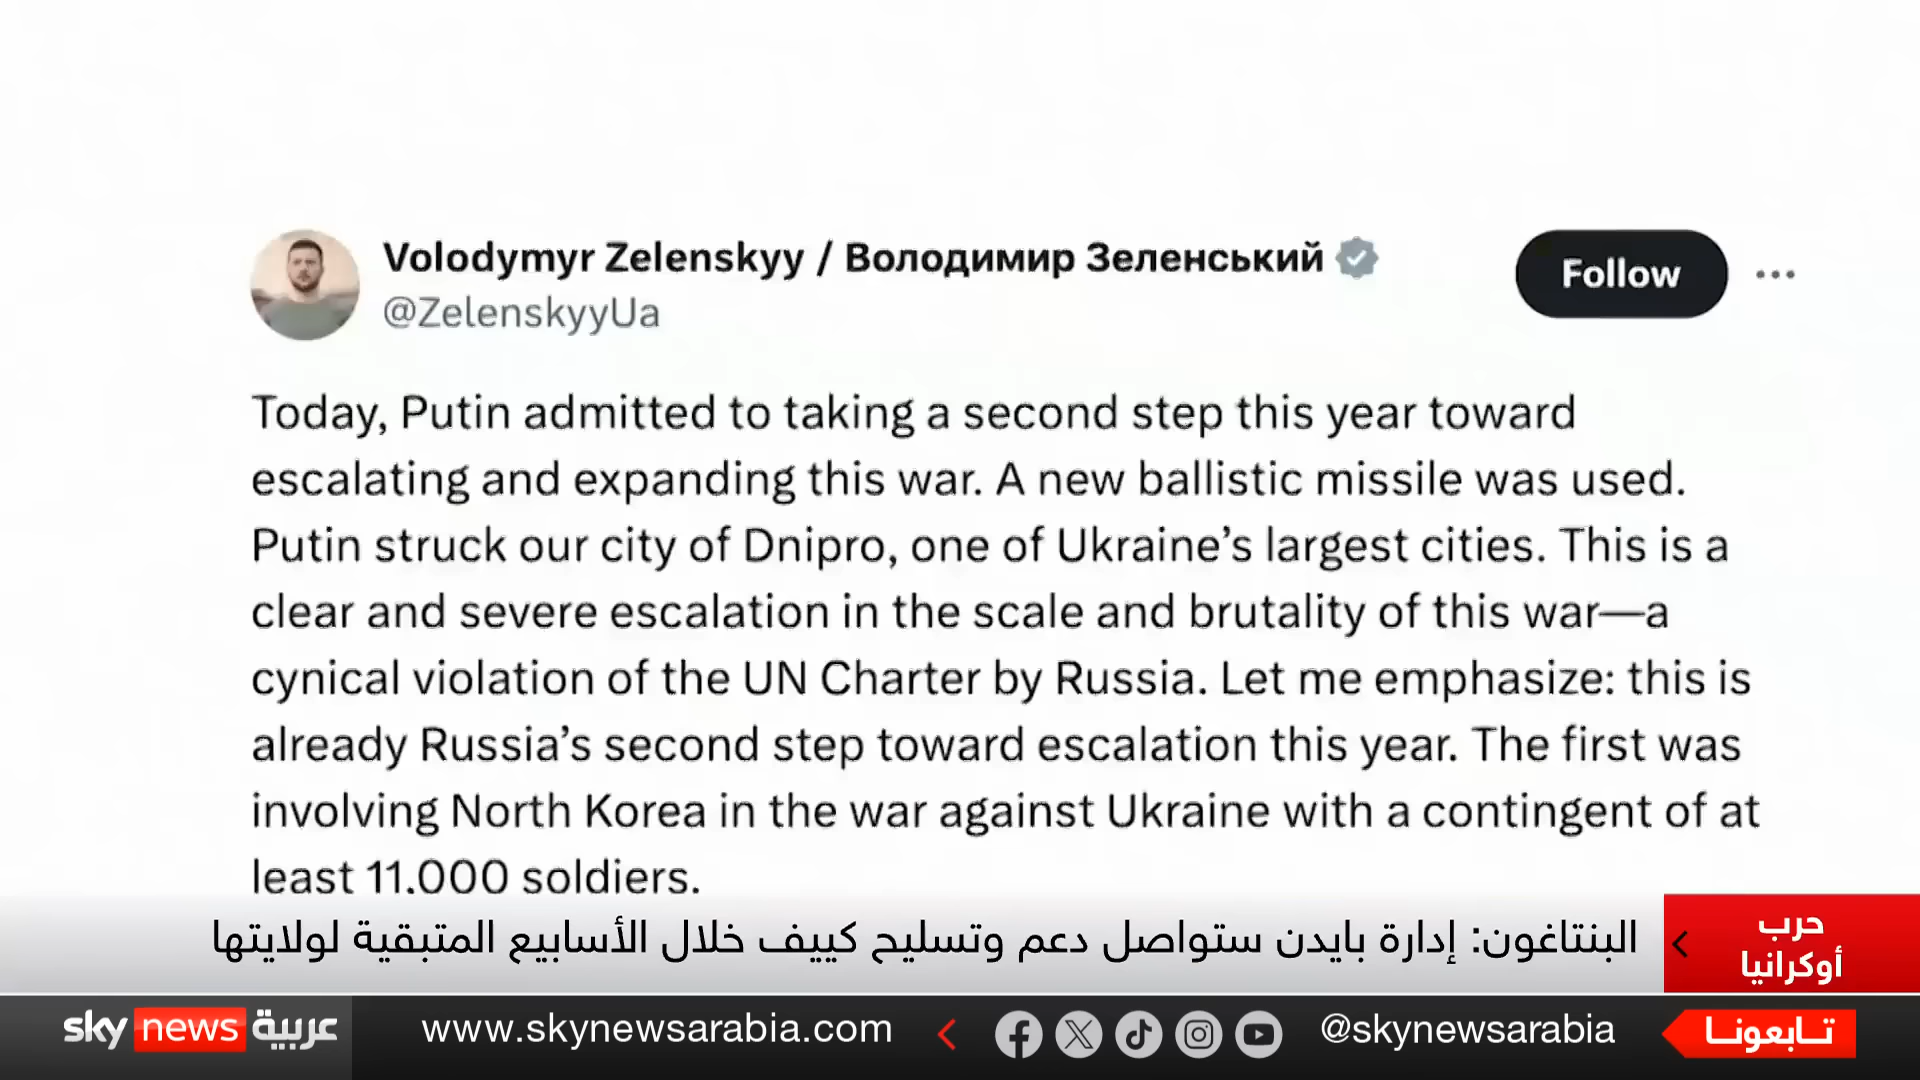 Volodymyr Zelenskyy / Володимир Зеленський
@ZelenskyyUa
Follow
Today, Putin admitted to taking a second step this year toward
escalating and expanding this war. A new ballistic missile was used.
Putin struck our city of Dnipro, one of Ukraine’s largest cities. This is a
clear and severe escalation in the scale and brutality of this war—a
cynical violation of the UN Charter by Russia. Let me emphasize: this is
already Russia’s second step toward escalation this year. The first was
involving North Korea in the war against Ukraine with a contingent of at
least 11.000 soldiers.
حرب
أوكرانيا
البنتاغون: إدارة بايدن ستواصل دعم وتسليح كييف خلال الأسابيع المتبقية لولايتها
sky news عربية
www.skynewsarabia.com
@skynewsarabia
تـابعونـا